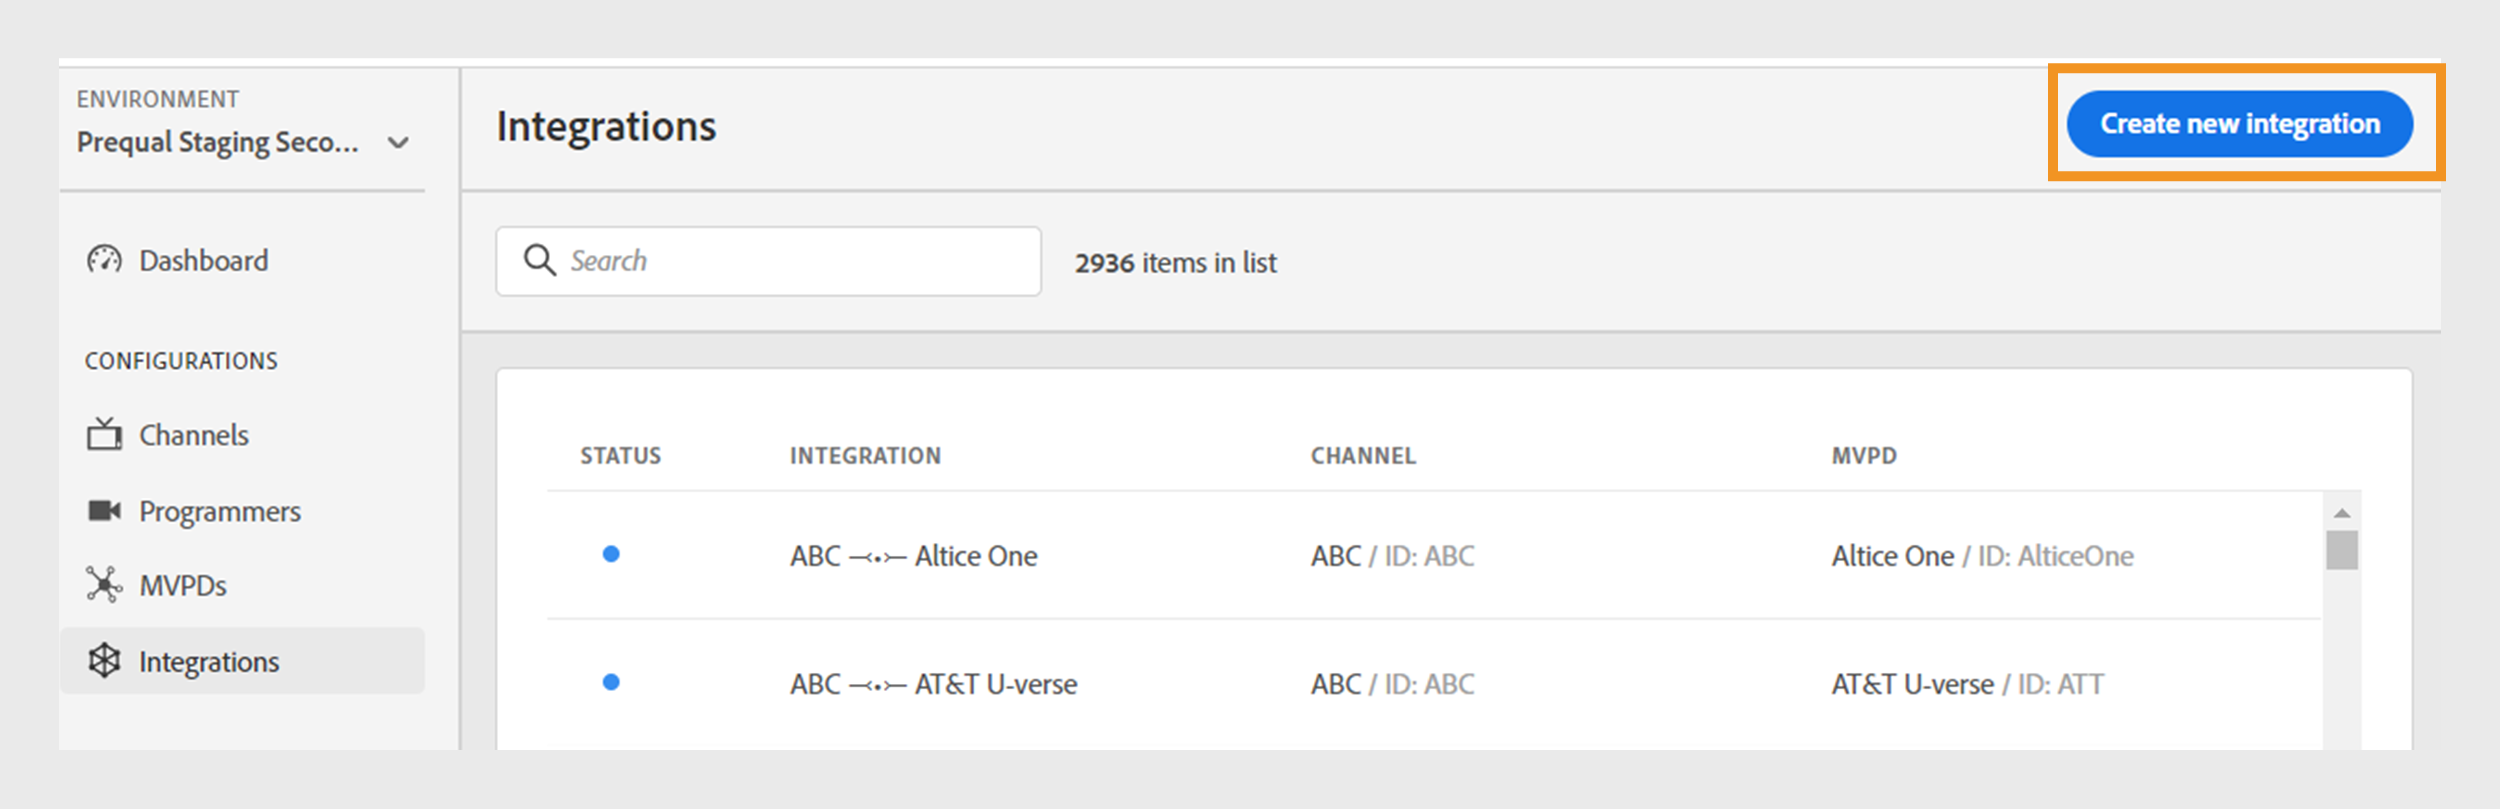 ENVIRONMENT
Prequal Staging Seco...
Dashboard
CONFIGURATIONS
Channels
Programmers
MVPDs
Integrations
Integrations
Create new integration
Search
2936 items in list
STATUS INTEGRATION CHANNEL MVPD
ABC Altice One ABC / ID: ABC Altice One / ID: AlticeOne
ABC AT&T U-verse ABC / ID: ABC AT&T U-verse / ID: ATT